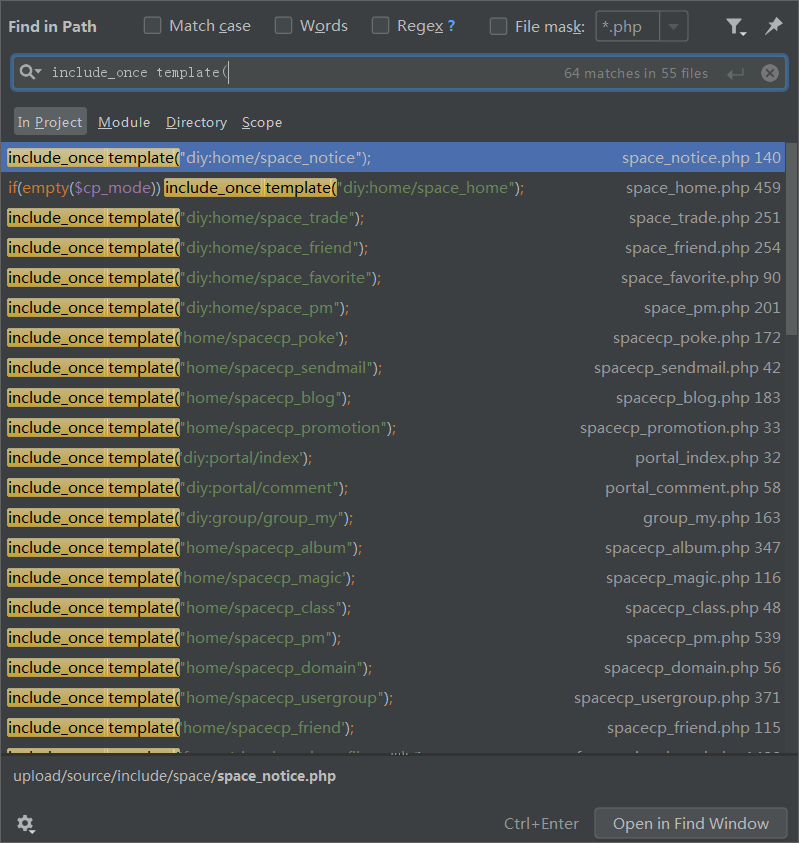 Find in Path Match case Words Regex ? File mask: *.php
include_once template( 64 matches in 55 files
In Project Module Directory Scope
include_once template("diy:home/space_notice"); space_notice.php 140
if(empty($cp_mode)) include_once template("diy:home/space_home"); space_home.php 459
include_once template("diy:home/space_trade"); space_trade.php 251
include_once template("diy:home/space_friend"); space_friend.php 254
include_once template("diy:home/space_favorite"); space_favorite.php 90
include_once template("diy:home/space_pm"); space_pm.php 201
include_once template('home/spacecp_poke'); spacecp_poke.php 172
include_once template("home/spacecp_sendmail"); spacecp_sendmail.php 42
include_once template("home/spacecp_blog"); spacecp_blog.php 183
include_once template("home/spacecp_promotion"); spacecp_promotion.php 33
include_once template('diy:portal/index'); portal_index.php 32
include_once template("diy:portal/comment"); portal_comment.php 58
include_once template("diy:group/group_my"); group_my.php 163
include_once template("home/spacecp_album"); spacecp_album.php 347
include_once template('home/spacecp_magic'); spacecp_magic.php 116
include_once template("home/spacecp_class"); spacecp_class.php 48
include_once template("home/spacecp_pm"); spacecp_pm.php 539
include_once template("home/spacecp_domain"); spacecp_domain.php 56
include_once template("home/spacecp_usergroup"); spacecp_usergroup.php 371
include_once template('home/spacecp_friend'); spacecp_friend.php 115
upload/source/include/space/space_notice.php
Ctrl+Enter Open in Find Window